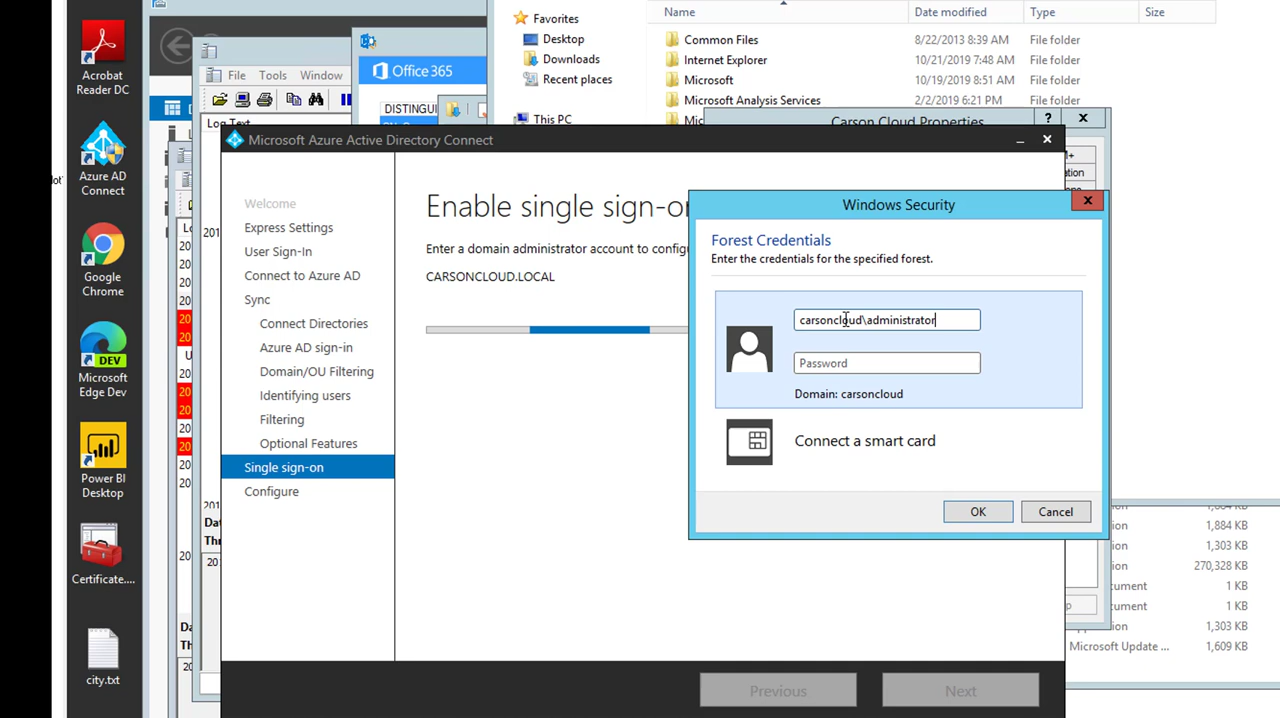 Acrobat
Reader DC
Azure AD
Connect
Google
Chrome
Microsoft
Edge Dev
Power BI
Desktop
Certificate....
city.txt
File Tools Window
Log Text
Office 365
DISTINGUI
Favorites
Desktop
Downloads
Recent places
This PC
Name Date modified Type Size
Common Files 8/22/2013 8:39 AM File folder
Internet Explorer 10/21/2019 7:48 AM File folder
Microsoft 10/19/2019 8:51 AM File folder
Microsoft Analysis Services 2/2/2019 6:21 PM File folder
Carson Cloud Properties
?
Microsoft Azure Active Directory Connect
Welcome
Express Settings
User Sign-In
Connect to Azure AD
Sync
Connect Directories
Azure AD sign-in
Domain/OU Filtering
Identifying users
Filtering
Optional Features
Single sign-on
Configure
Enable single sign-on
Enter a domain administrator account to configu
CARSONCLOUD.LOCAL
Windows Security
Forest Credentials
Enter the credentials for the specified forest.
carsoncloud\administrator
Password
Domain: carsoncloud
Connect a smart card
OK Cancel
Previous Next
ion 1,884 KB
ion 1,303 KB
ion 270,328 KB
cument 1 KB
cument 1 KB
1,303 KB
Microsoft Update ... 1,609 KB